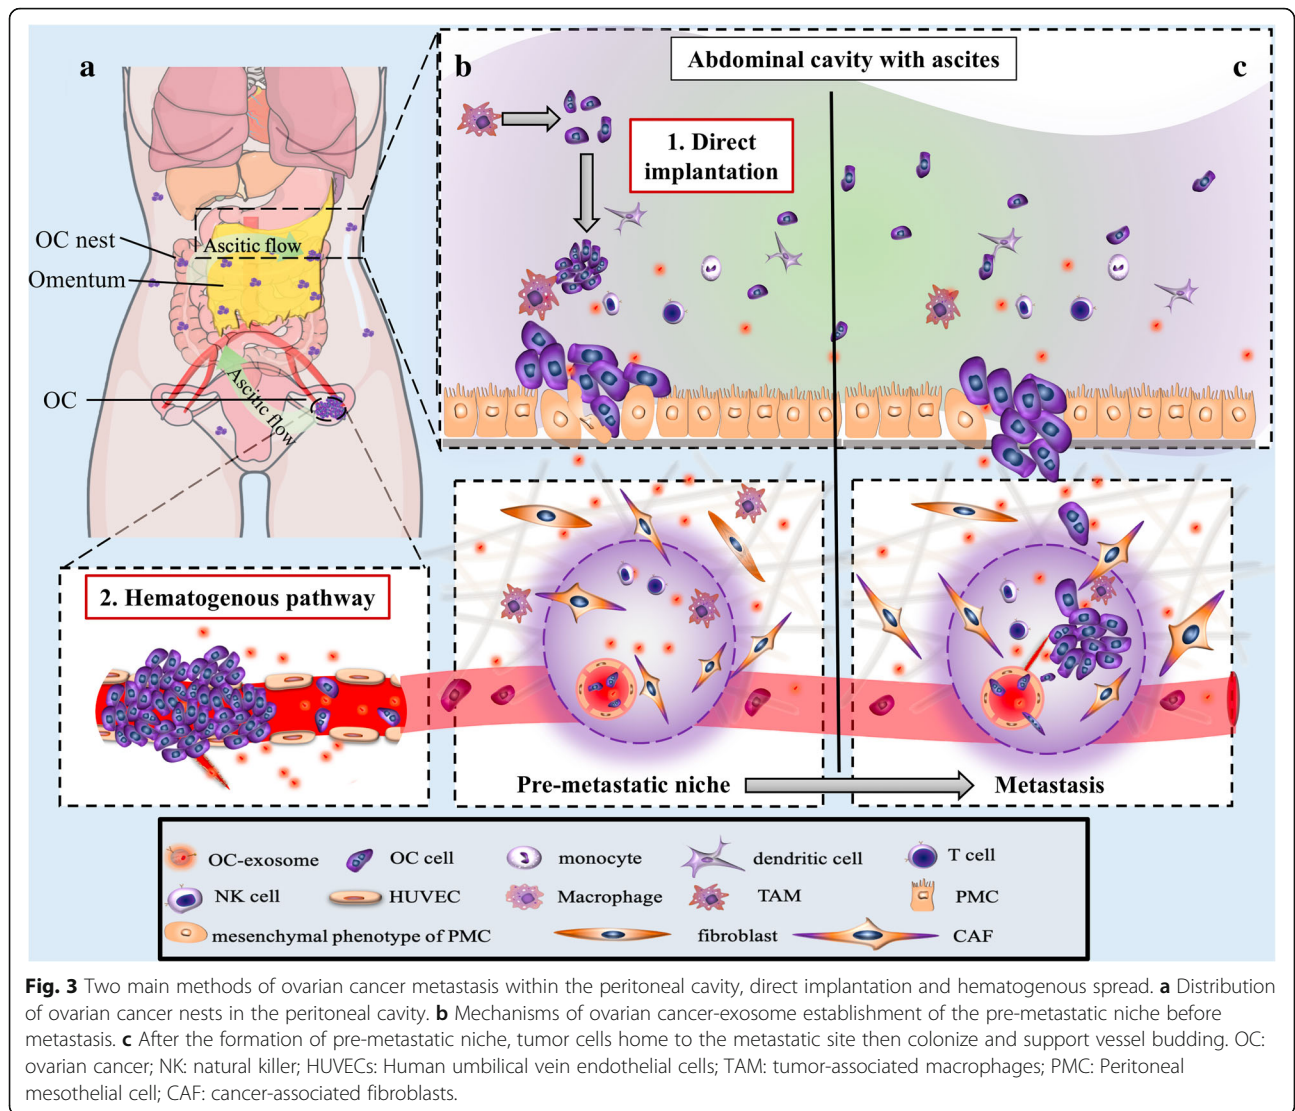 a
b
Abdominal cavity with ascites
c
1. Direct
implantation
OC nest
Ascitic flow
Omentum
OC
Ascitic flow
2. Hematogenous pathway
Pre-metastatic niche
Metastasis
OC-exosome
OC cell
monocyte
dendritic cell
T cell
NK cell
HUVEC
Macrophage
TAM
PMC
mesenchymal phenotype of PMC
fibroblast
CAF
Fig. 3 Two main methods of ovarian cancer metastasis within the peritoneal cavity, direct implantation and hematogenous spread. a Distribution
of ovarian cancer nests in the peritoneal cavity. b Mechanisms of ovarian cancer-exosome establishment of the pre-metastatic niche before
metastasis. c After the formation of pre-metastatic niche, tumor cells home to the metastatic site then colonize and support vessel budding. OC:
ovarian cancer; NK: natural killer; HUVECs: Human umbilical vein endothelial cells; TAM: tumor-associated macrophages; PMC: Peritoneal
mesothelial cell; CAF: cancer-associated fibroblasts.